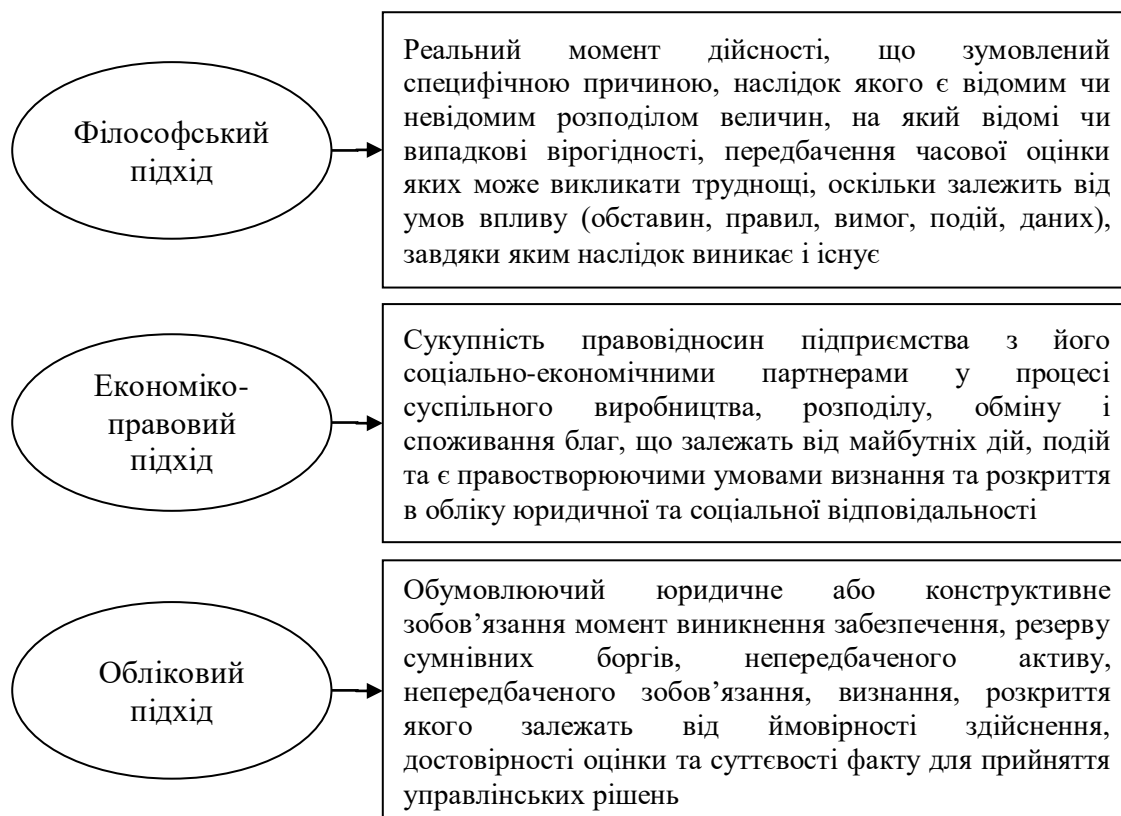 Філософський
підхід
Реальний момент дійсності, що зумовлений
специфічною причиною, наслідок якого є відомим чи
невідомим розподілом величин, на який відомі чи
випадкові вірогідності, передбачення часової оцінки
яких може викликати труднощі, оскільки залежить від
умов впливу (обставин, правил, вимог, подій, даних),
завдяки яким наслідок виникає і існує
Економіко-
правовий
підхід
Сукупність правовідносин підприємства з його
соціально-економічними партнерами у процесі
суспільного виробництва, розподілу, обміну і
споживання благ, що залежать від майбутніх дій, подій
та є правостворюючими умовами визнання та розкриття
в обліку юридичної та соціальної відповідальності
Обліковий
підхід
Обумовлюючий юридичне або конструктивне
зобов’язання момент виникнення забезпечення, резерву
сумнівних боргів, непередбаченого активу,
непередбаченого зобов’язання, визнання, розкриття
якого залежать від ймовірності здійснення,
достовірності оцінки та суттєвості факту для прийняття
управлінських рішень